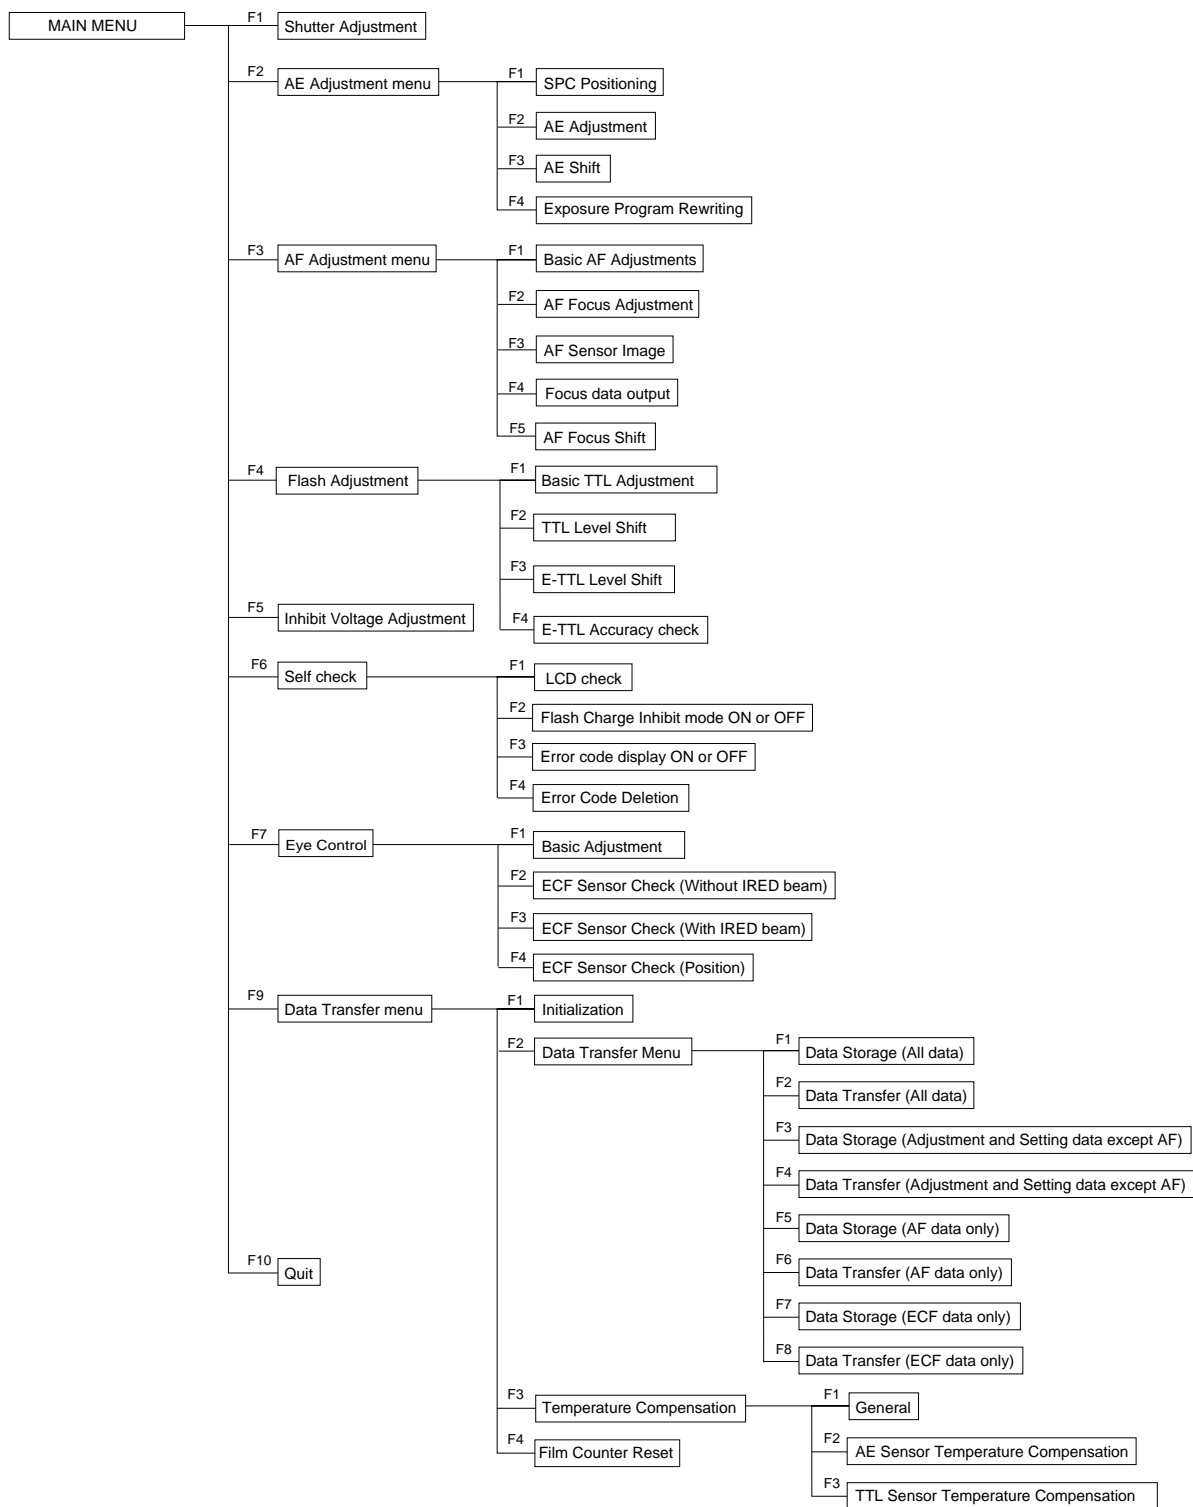 MAIN MENU
F1
Shutter Adjustment
F2
AE Adjustment menu
F1
SPC Positioning
F2
AE Adjustment
F3
AE Shift
F4
Exposure Program Rewriting
F3
AF Adjustment menu
F1
Basic AF Adjustments
F2
AF Focus Adjustment
F3
AF Sensor Image
F4
Focus data output
F5
AF Focus Shift
F4
Flash Adjustment
F1
Basic TTL Adjustment
F2
TTL Level Shift
F3
E-TTL Level Shift
F4
E-TTL Accuracy check
F5
Inhibit Voltage Adjustment
F6
Self check
F1
LCD check
F2
Flash Charge Inhibit mode ON or OFF
F3
Error code display ON or OFF
F4
Error Code Deletion
F7
Eye Control
F1
Basic Adjustment
F2
ECF Sensor Check (Without IRED beam)
F3
ECF Sensor Check (With IRED beam)
F4
ECF Sensor Check (Position)
F9
Data Transfer menu
F1
Initialization
F2
Data Transfer Menu
F1
Data Storage (All data)
F2
Data Transfer (All data)
F3
Data Storage (Adjustment and Setting data except AF)
F4
Data Transfer (Adjustment and Setting data except AF)
F5
Data Storage (AF data only)
F6
Data Transfer (AF data only)
F7
Data Storage (ECF data only)
F8
Data Transfer (ECF data only)
F3
Temperature Compensation
F1
General
F2
AE Sensor Temperature Compensation
F3
TTL Sensor Temperature Compensation
F4
Film Counter Reset
F10
Quit